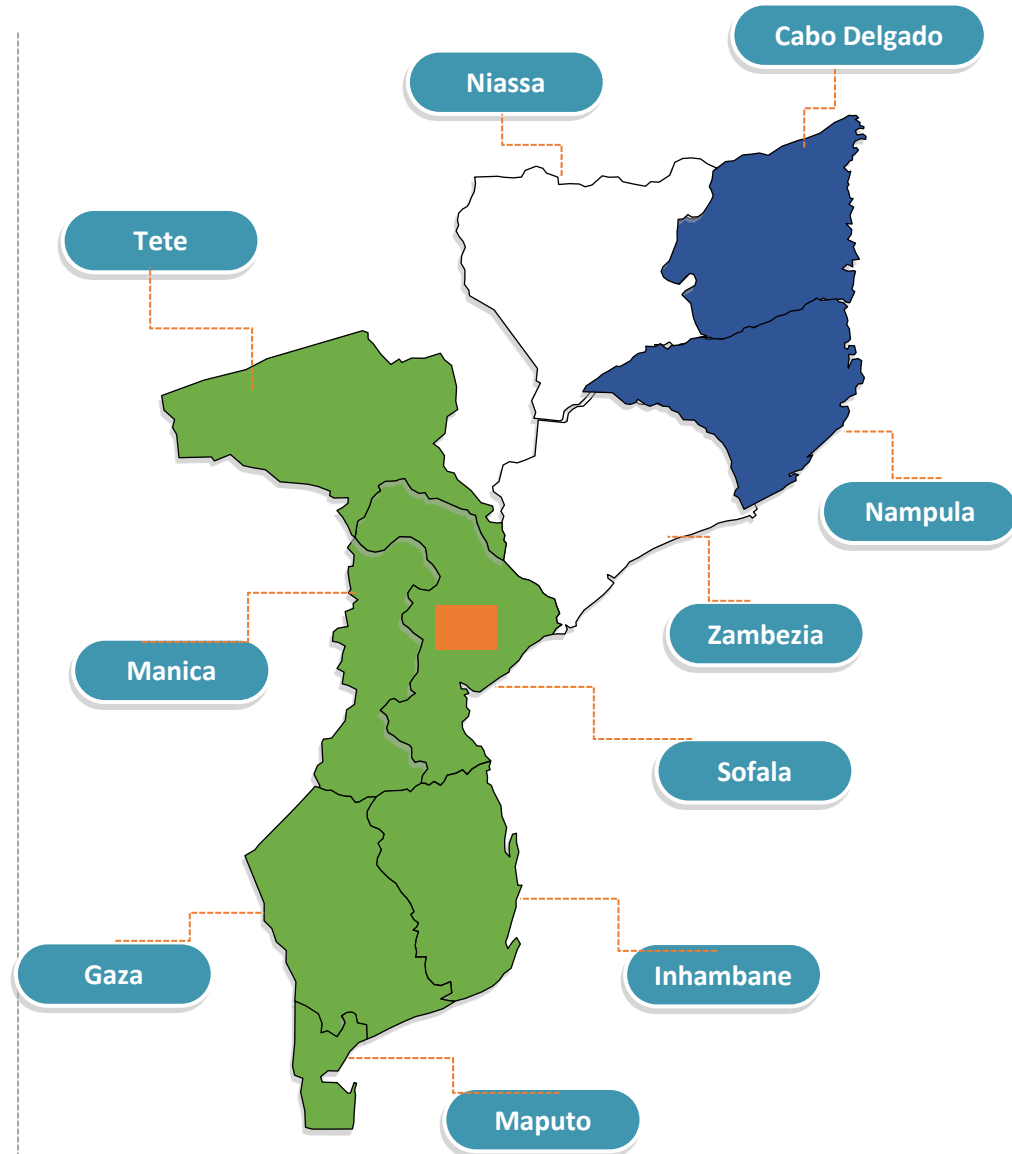 Cabo Delgado
Niassa
Tete
Nampula
Zambezia
Manica
Sofala
Gaza
Inhambane
Maputo